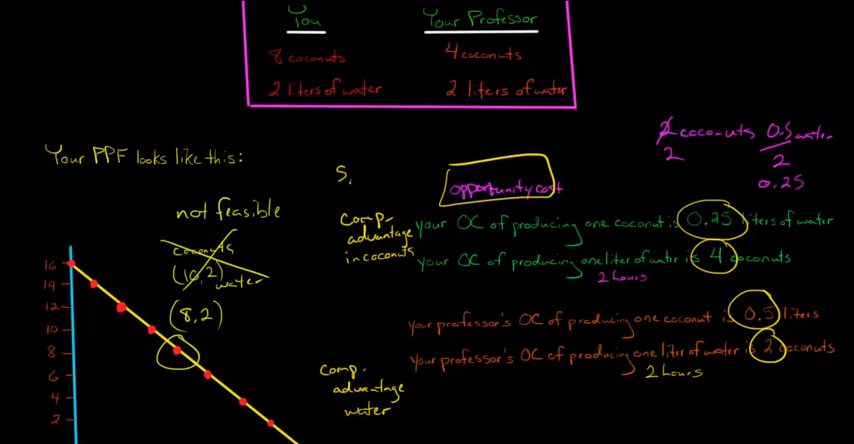 You Your Professor
8 coconuts 4 coconuts
2 liters of water 2 liters of water
2 coconuts 0.5 water
2 2
0.25
Your PPF looks like this:
S,
opportunity cost
not feasible
coconuts
(10,2)
water
(8,2)
comp.
advantage
in coconuts
your OC of producing one coconut is 0.25 liters of water
your OC of producing one liter of water is 4 coconuts
2 hours
your professor's OC of producing one coconut is 0.5 liters
your professor's OC of producing one liter of water is 2 coconuts
2 hours
comp.
advantage
water
16
14
12
10
8
6
4
2